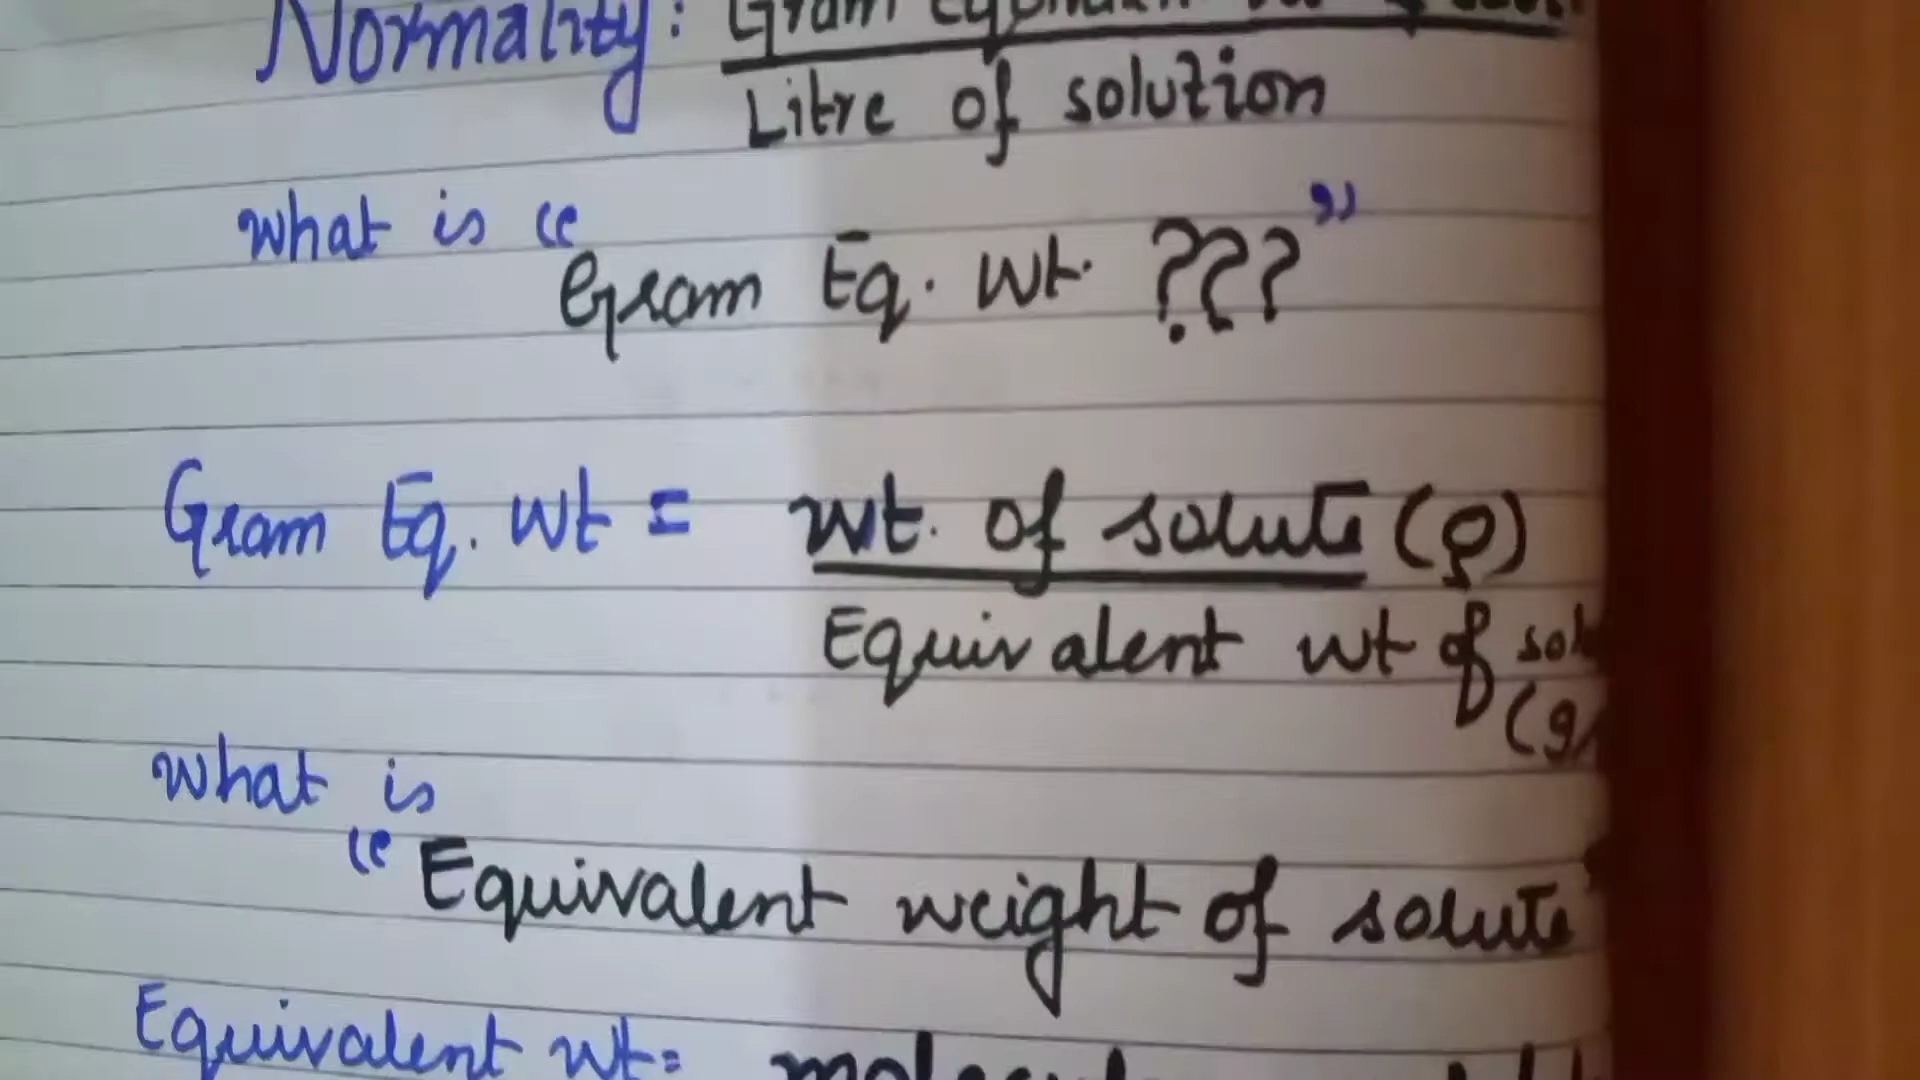 Normality: Gram
Litre of solution
What is "
Gram Eq. Wt. ???"
Gram Eq. Wt = wt. of solute (g)
Equivalent wt of
(g/
What is
"Equivalent weight of solute"
Equivalent wt =